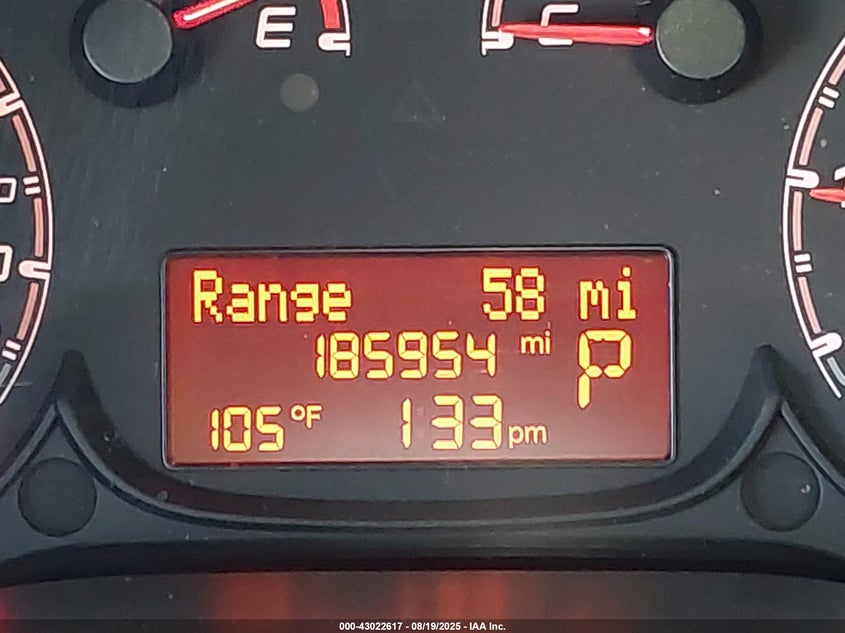 E C
Range 58 mi
185954 mi P
105°F 1 33 pm
000-43022617 - 08/19/2025 - IAA Inc.